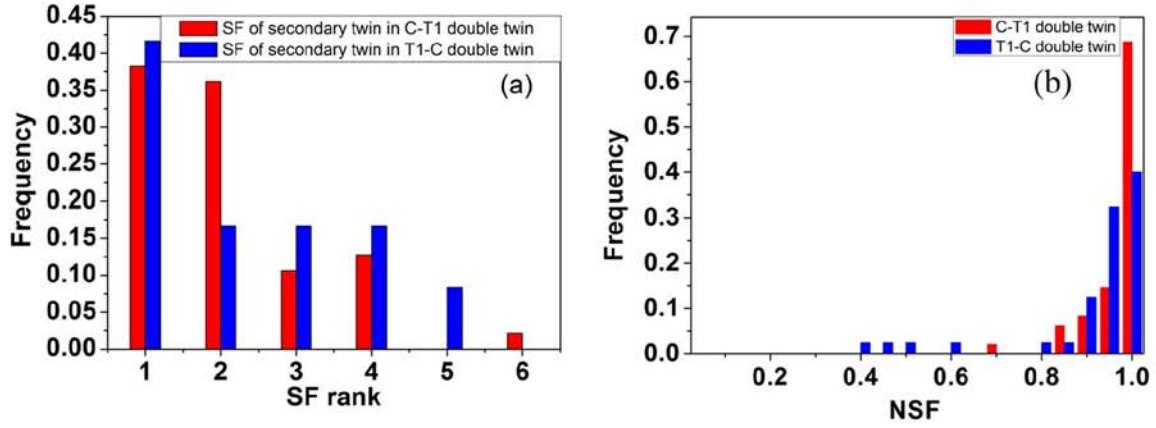 SF of secondary twin in C-T1 double twin
SF of secondary twin in T1-C double twin
(a)
0.45
0.40
0.35
0.30
0.25
0.20
0.15
0.10
0.05
0.00
Frequency
1 2 3 4 5 6
SF rank
C-T1 double twin
T1-C double twin
(b)
0.7
0.6
0.5
0.4
0.3
0.2
0.1
0.0
Frequency
0.2 0.4 0.6 0.8 1.0
NSF